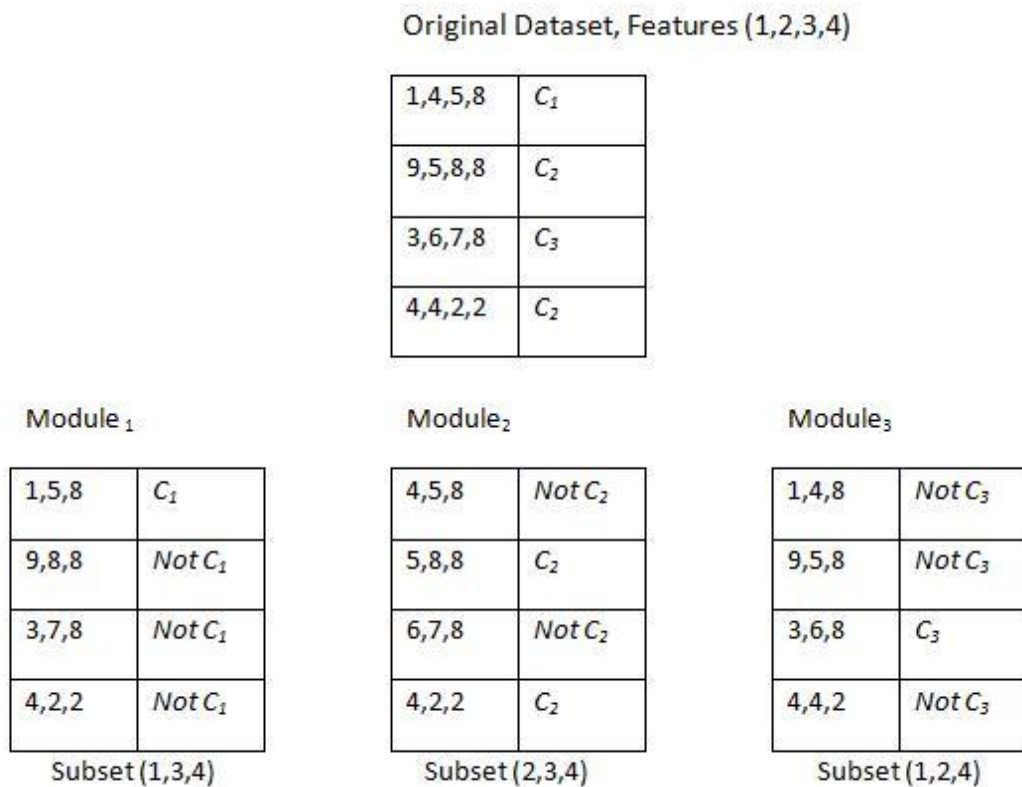 Original Dataset, Features (1,2,3,4)
1,4,5,8 C₁
9,5,8,8 C₂
3,6,7,8 C₃
4,4,2,2 C₂
Module ₁
1,5,8 C₁
9,8,8 Not C₁
3,7,8 Not C₁
4,2,2 Not C₁
Subset (1,3,4)
Module₂
4,5,8 Not C₂
5,8,8 C₂
6,7,8 Not C₂
4,2,2 C₂
Subset (2,3,4)
Module₃
1,4,8 Not C₃
9,5,8 Not C₃
3,6,8 C₃
4,4,2 Not C₃
Subset (1,2,4)